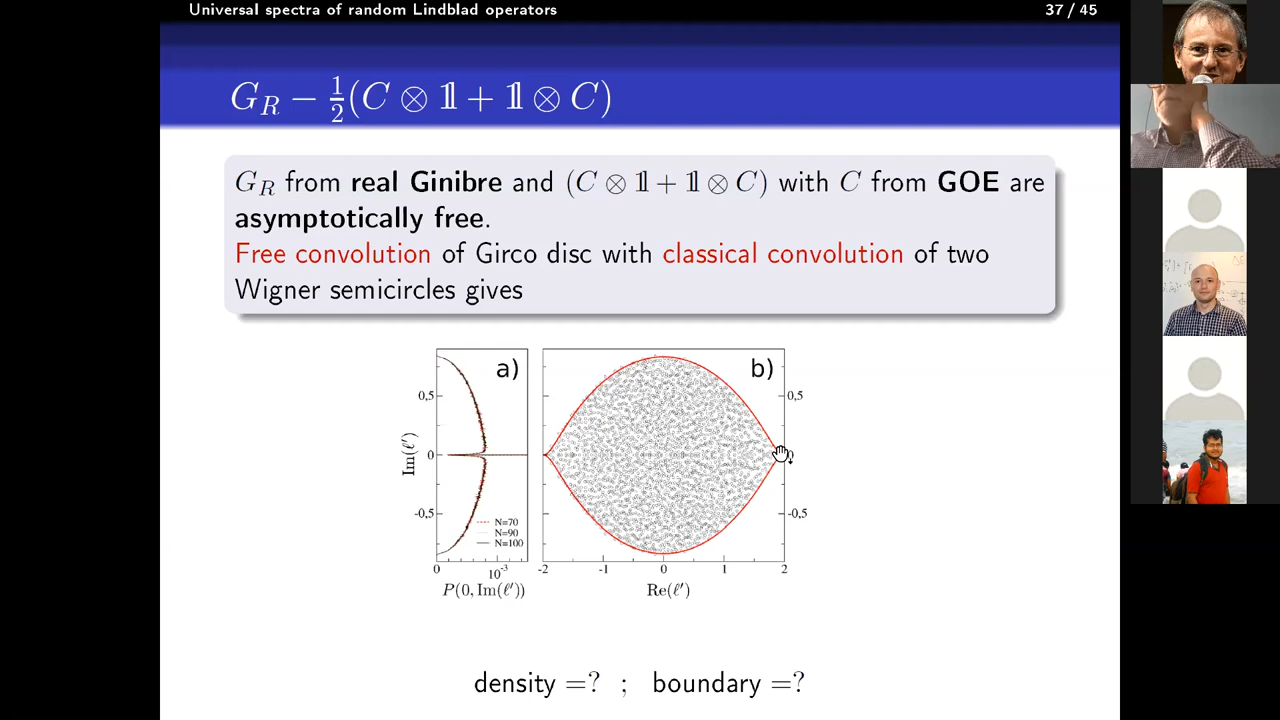 Universal spectra of random Lindblad operators
37 / 45
G_R − 1/2(C ⊗ 𝟙 + 𝟙 ⊗ C)
G_R from real Ginibre and (C ⊗ 𝟙 + 𝟙 ⊗ C) with C from GOE are
asymptotically free.
Free convolution of Girco disc with classical convolution of two
Wigner semicircles gives
a)
b)
0,5
0,5
Im(ℓ′)
0
-0,5
-0,5
N=70
N=90
N=100
0
10⁻³
-2
-1
0
1
2
P(0, Im(ℓ′))
Re(ℓ′)
density =? ; boundary =?